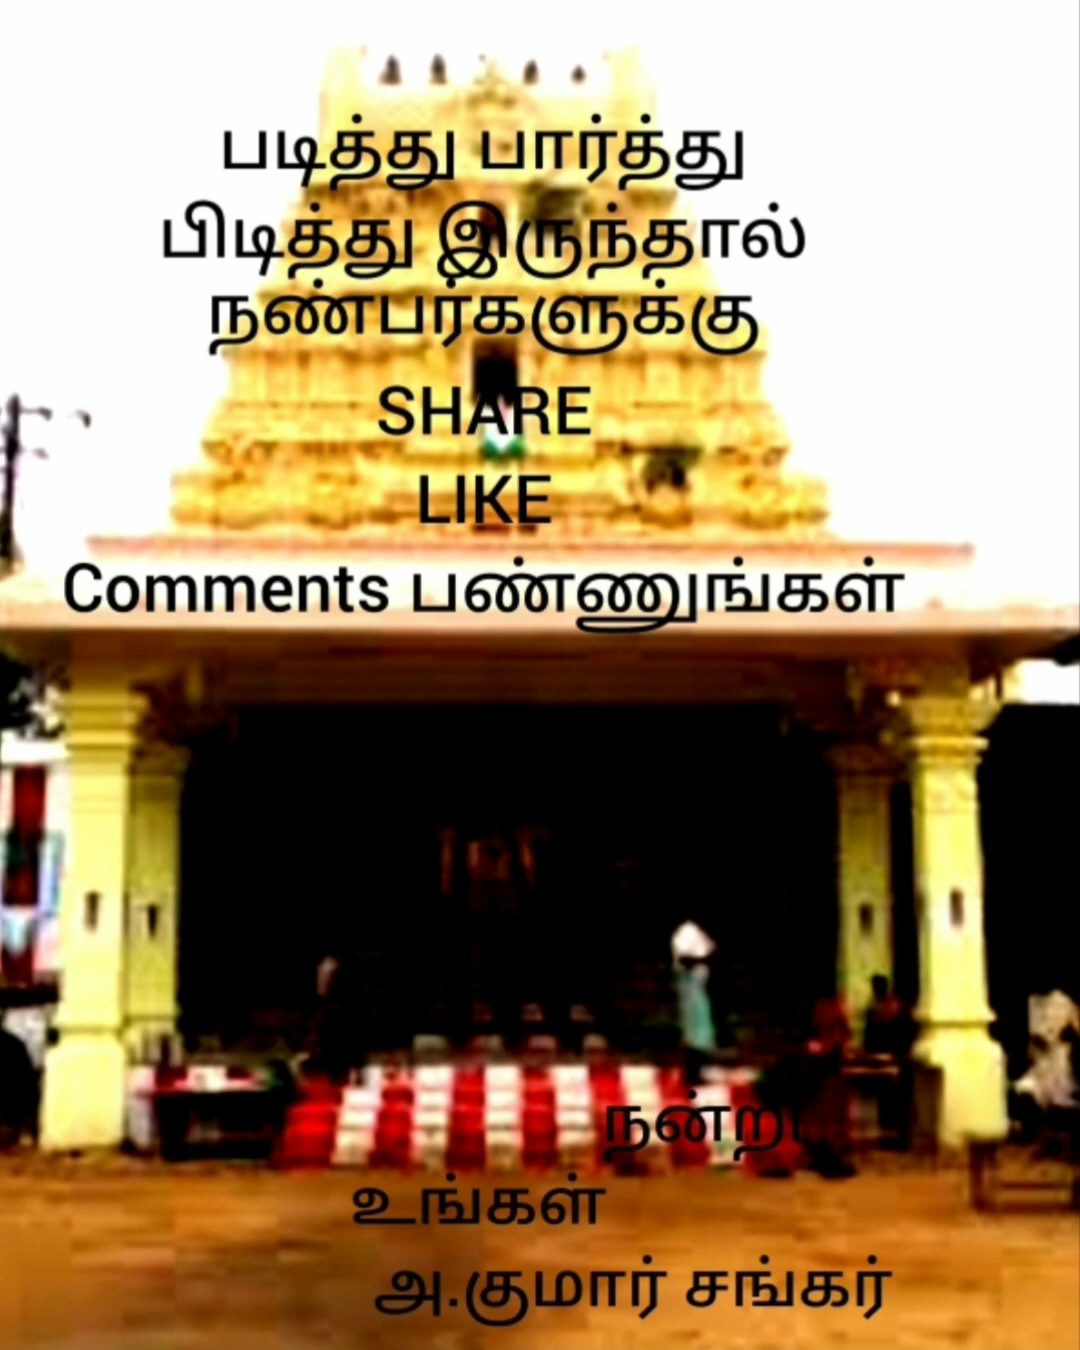 படித்து பார்த்து
பிடித்து இருந்தால்
நண்பர்களுக்கு
SHARE
LIKE
Comments பண்ணுங்கள்
நன்றி
உங்கள்
அ.குமார் சங்கர்